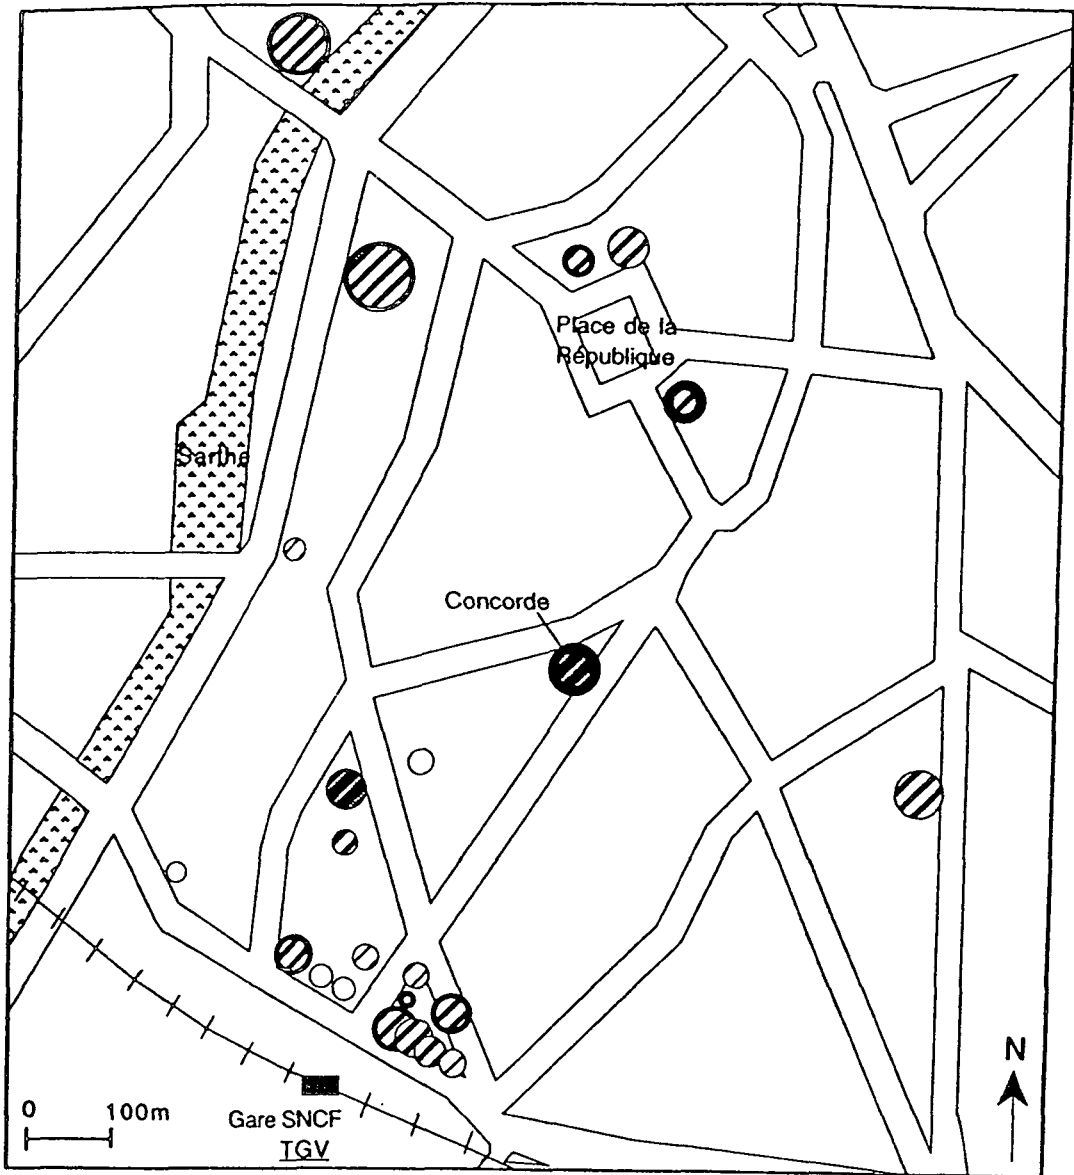 Place de la
République
Sarthe
Concorde
N
0 100m
Gare SNCF
TGV